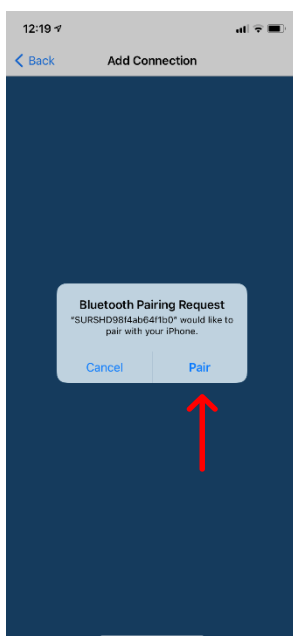 12:19
Back Add Connection
Bluetooth Pairing Request
"SURSHD98f4ab64f1b0" would like to
pair with your iPhone.
Cancel Pair